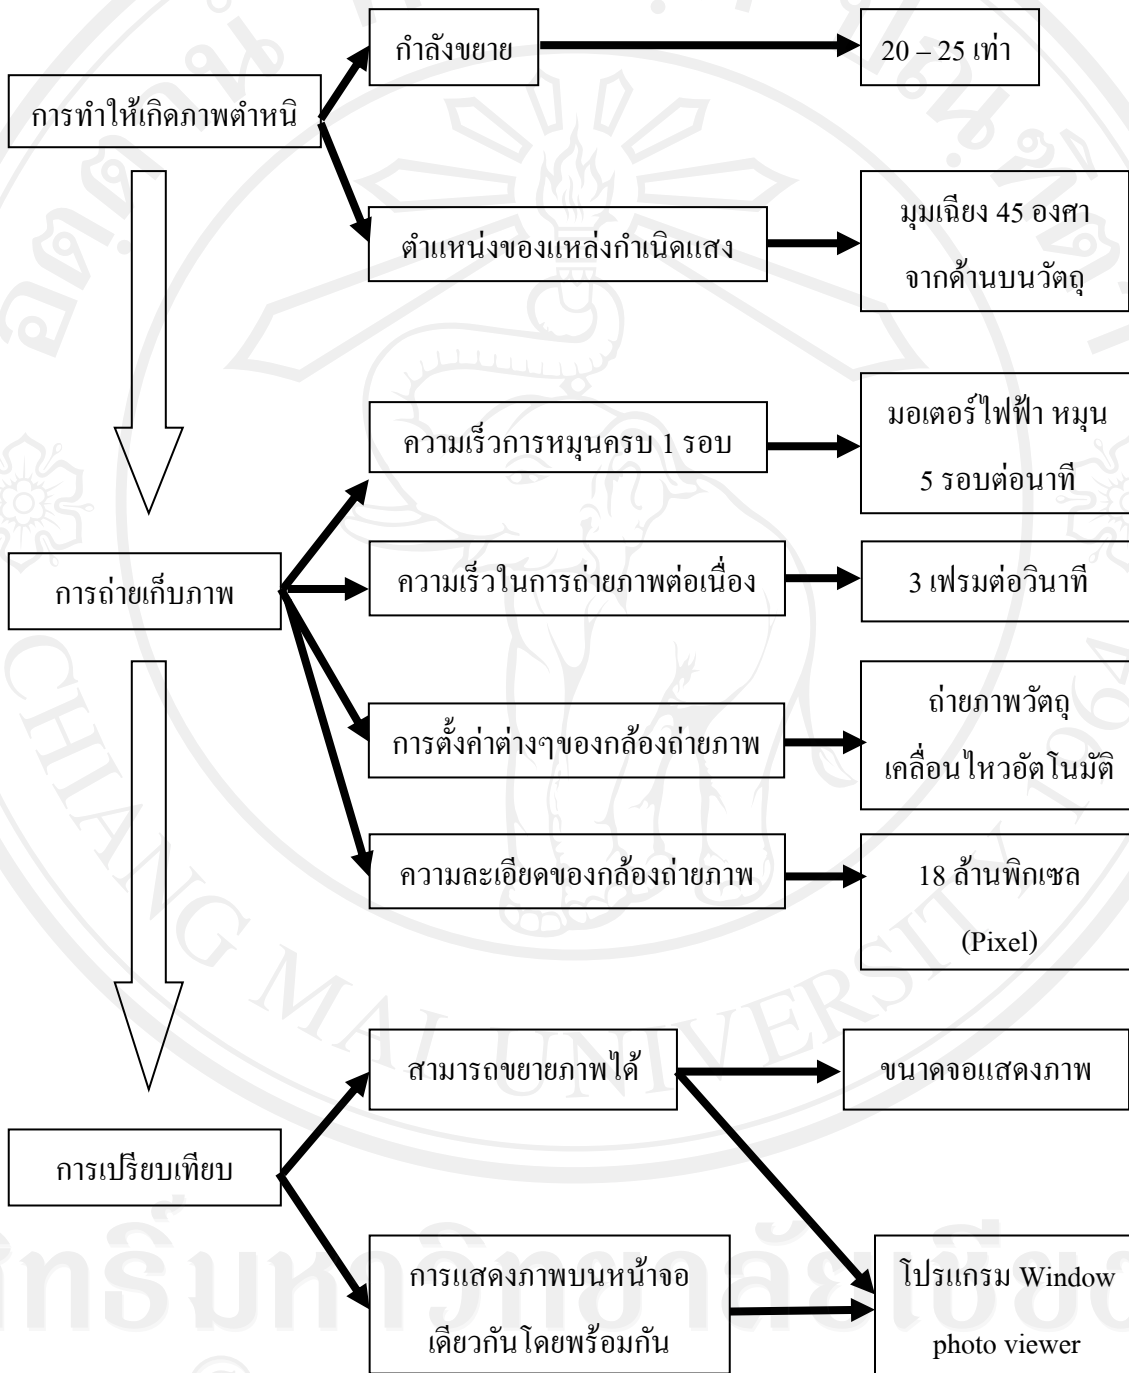 กำลังขยาย
20 – 25 เท่า
การทำให้เกิดภาพตำหนิ
ตำแหน่งของแหล่งกำเนิดแสง
มุมเฉียง 45 องศา
จากด้านบนวัตถุ
ความเร็วการหมุนครบ 1 รอบ
มอเตอร์ไฟฟ้า หมุน
5 รอบต่อนาที
การถ่ายเก็บภาพ
ความเร็วในการถ่ายภาพต่อเนื่อง
3 เฟรมต่อวินาที
การตั้งค่าต่างๆของกล้องถ่ายภาพ
ถ่ายภาพวัตถุ
เคลื่อนไหวอัตโนมัติ
ความละเอียดของกล้องถ่ายภาพ
18 ล้านพิกเซล
(Pixel)
สามารถขยายภาพได้
ขนาดจอแสดงภาพ
การเปรียบเทียบ
การแสดงภาพบนหน้าจอ
เดียวกันโดยพร้อมกัน
โปรแกรม Window
photo viewer
CHIANG MAI UNIVERSITY 1964